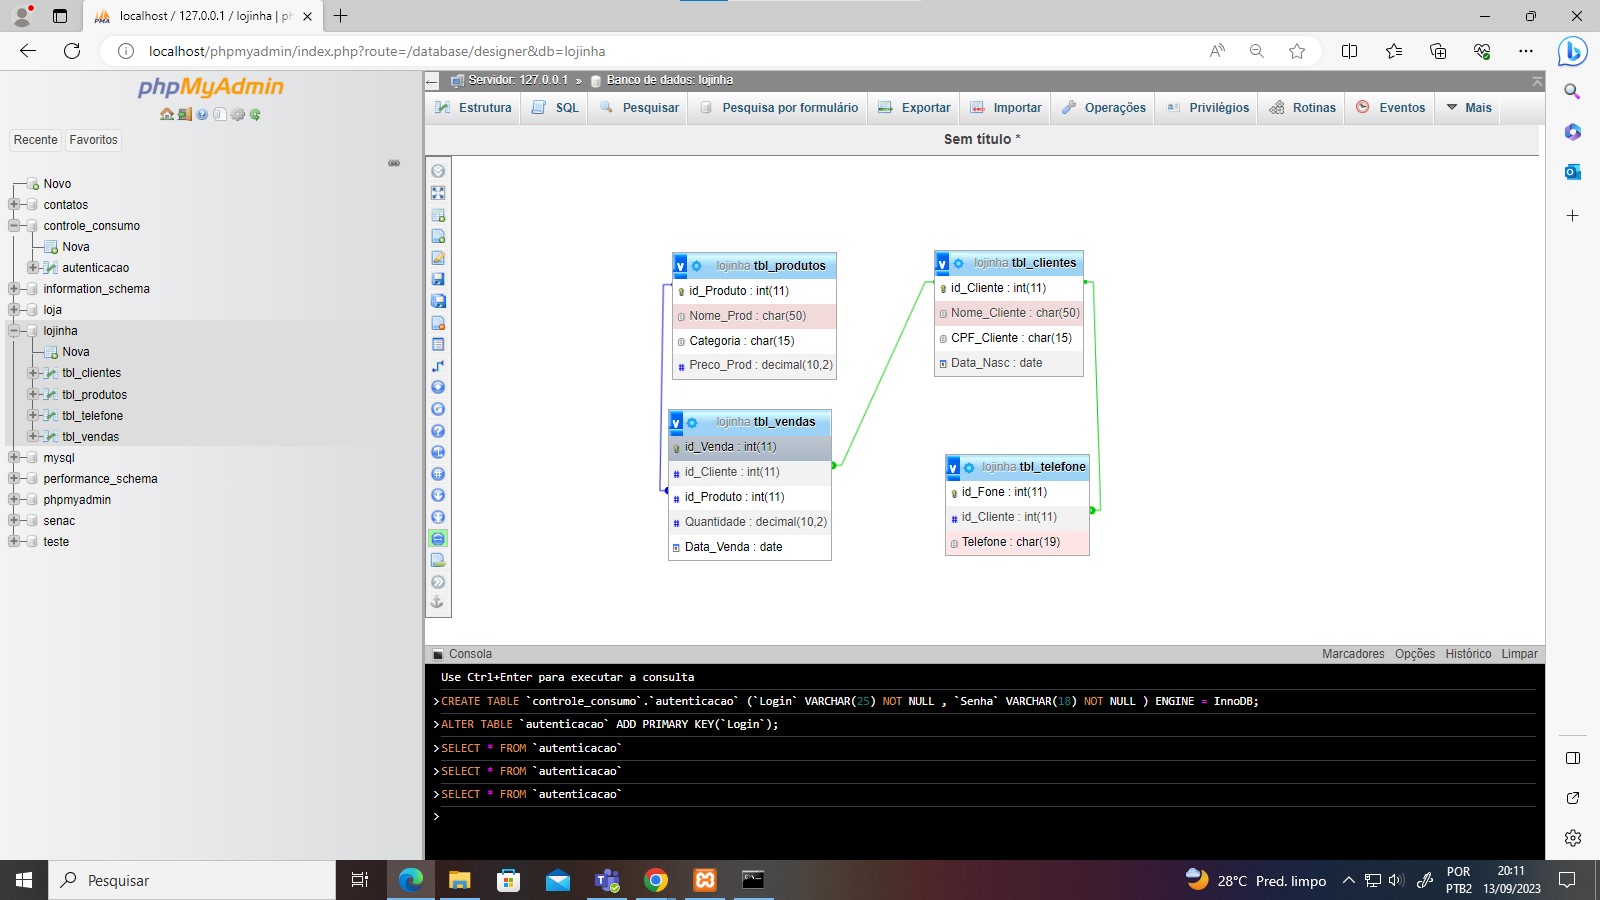 localhost / 127.0.0.1 / lojinha | ph
localhost/phpmyadmin/index.php?route=/database/designer&db=lojinha
phpMyAdmin
Recente Favoritos
Novo
contatos
controle_consumo
Nova
autenticacao
information_schema
loja
lojinha
Nova
tbl_clientes
tbl_produtos
tbl_telefone
tbl_vendas
mysql
performance_schema
phpmyadmin
senac
teste
Servidor: 127.0.0.1 » Banco de dados: lojinha
Estrutura SQL Pesquisar Pesquisa por formulário Exportar Importar Operações Privilégios Rotinas Eventos Mais
Sem título *
lojinha tbl_produtos
id_Produto : int(11)
Nome_Prod : char(50)
Categoria : char(15)
Preco_Prod : decimal(10,2)
lojinha tbl_clientes
id_Cliente : int(11)
Nome_Cliente : char(50)
CPF_Cliente : char(15)
Data_Nasc : date
lojinha tbl_vendas
id_Venda : int(11)
id_Cliente : int(11)
id_Produto : int(11)
Quantidade : decimal(10,2)
Data_Venda : date
lojinha tbl_telefone
id_Fone : int(11)
id_Cliente : int(11)
Telefone : char(19)
Consola Marcadores Opções Histórico Limpar
Use Ctrl+Enter para executar a consulta
>CREATE TABLE `controle_consumo`.`autenticacao` (`Login` VARCHAR(25) NOT NULL , `Senha` VARCHAR(18) NOT NULL ) ENGINE = InnoDB;
>ALTER TABLE `autenticacao` ADD PRIMARY KEY(`Login`);
>SELECT * FROM `autenticacao`
>SELECT * FROM `autenticacao`
>SELECT * FROM `autenticacao`
>
Pesquisar
28°C Pred. limpo
POR
PTB2
20:11
13/09/2023